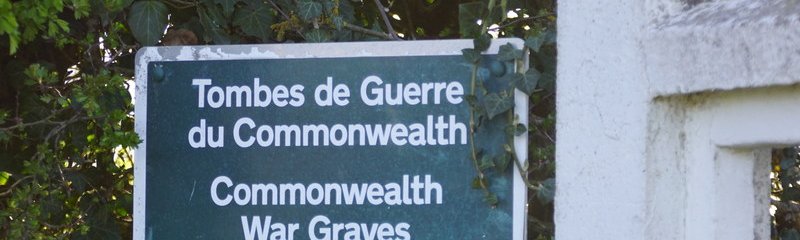 Tombes de Guerre
du Commonwealth
Commonwealth
War Graves